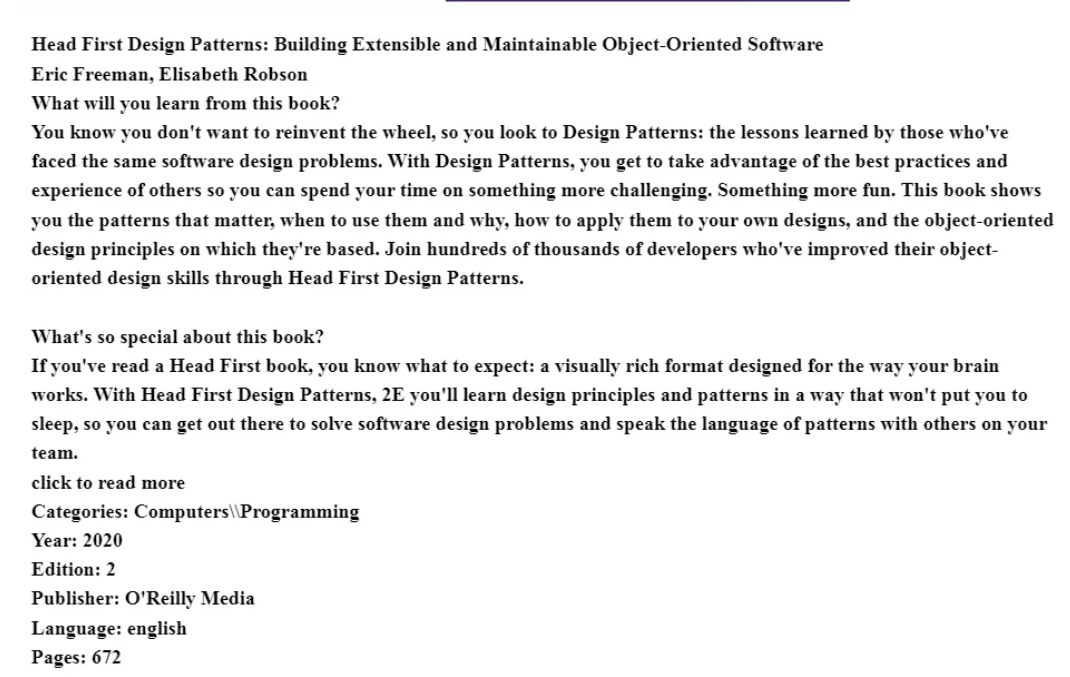 Head First Design Patterns: Building Extensible and Maintainable Object-Oriented Software
Eric Freeman, Elisabeth Robson
What will you learn from this book?
You know you don't want to reinvent the wheel, so you look to Design Patterns: the lessons learned by those who've
faced the same software design problems. With Design Patterns, you get to take advantage of the best practices and
experience of others so you can spend your time on something more challenging. Something more fun. This book shows
you the patterns that matter, when to use them and why, how to apply them to your own designs, and the object-oriented
design principles on which they're based. Join hundreds of thousands of developers who've improved their object-
oriented design skills through Head First Design Patterns.
What's so special about this book?
If you've read a Head First book, you know what to expect: a visually rich format designed for the way your brain
works. With Head First Design Patterns, 2E you'll learn design principles and patterns in a way that won't put you to
sleep, so you can get out there to solve software design problems and speak the language of patterns with others on your
team.
click to read more
Categories: Computers\\Programming
Year: 2020
Edition: 2
Publisher: O'Reilly Media
Language: english
Pages: 672